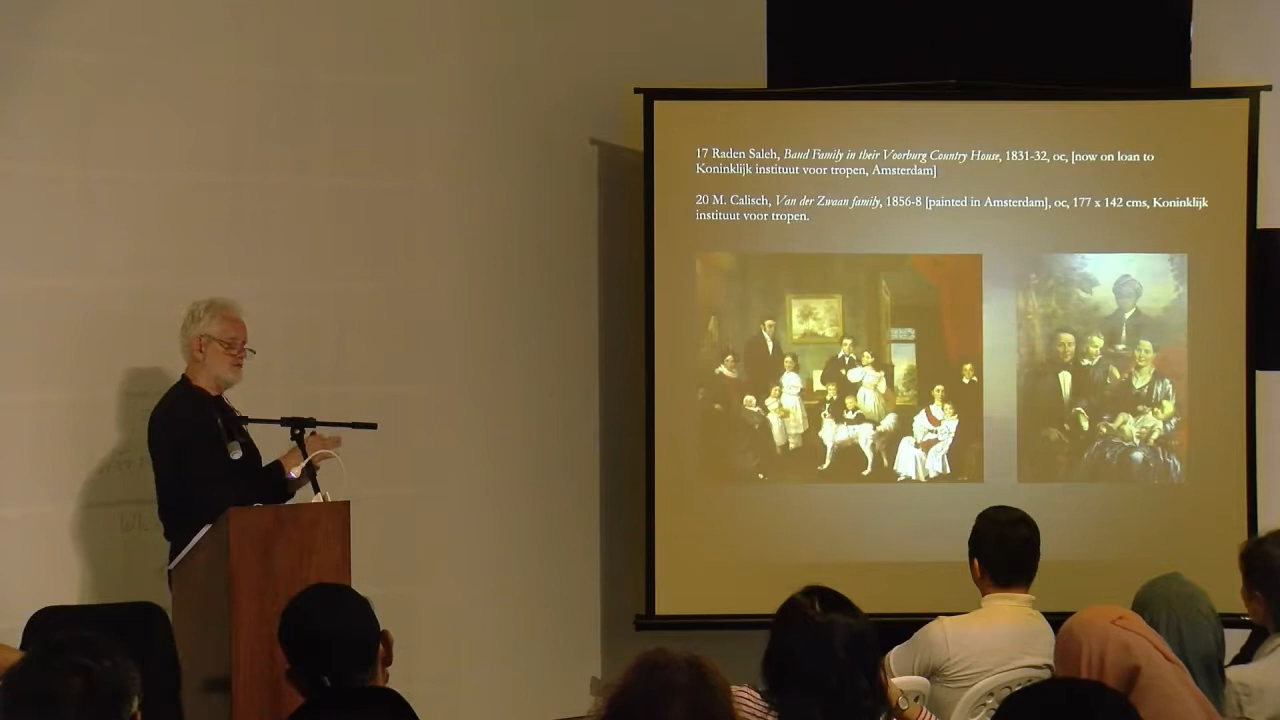 17 Raden Saleh, Baud Family in their Voorburg Country House, 1831-32, oc, [now on loan to
Koninklijk instituut voor tropen, Amsterdam]
20 M. Calisch, Van der Zwaan family, 1856-8 [painted in Amsterdam], oc, 177 x 142 cms, Koninklijk
instituut voor tropen.